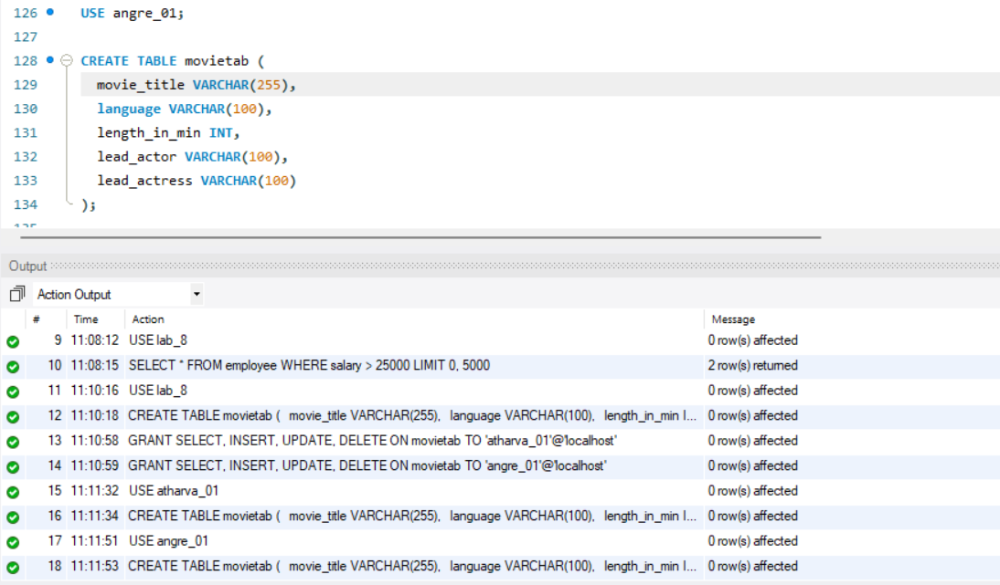 126 USE angre_01;
127
128 CREATE TABLE movietab (
129 movie_title VARCHAR(255),
130 language VARCHAR(100),
131 length_in_min INT,
132 lead_actor VARCHAR(100),
133 lead_actress VARCHAR(100)
134 );
Output
Action Output
# Time Action Message
9 11:08:12 USE lab_8 0 row(s) affected
10 11:08:15 SELECT * FROM employee WHERE salary > 25000 LIMIT 0, 5000 2 row(s) returned
11 11:10:16 USE lab_8 0 row(s) affected
12 11:10:18 CREATE TABLE movietab ( movie_title VARCHAR(255), language VARCHAR(100), length_in_min I... 0 row(s) affected
13 11:10:58 GRANT SELECT, INSERT, UPDATE, DELETE ON movietab TO 'atharva_01'@'localhost' 0 row(s) affected
14 11:10:59 GRANT SELECT, INSERT, UPDATE, DELETE ON movietab TO 'angre_01'@'localhost' 0 row(s) affected
15 11:11:32 USE atharva_01 0 row(s) affected
16 11:11:34 CREATE TABLE movietab ( movie_title VARCHAR(255), language VARCHAR(100), length_in_min I... 0 row(s) affected
17 11:11:51 USE angre_01 0 row(s) affected
18 11:11:53 CREATE TABLE movietab ( movie_title VARCHAR(255), language VARCHAR(100), length_in_min I... 0 row(s) affected